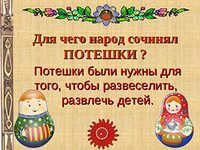 Для чего народ сочинял
ПОТЕШКИ ?
Потешки были нужны для
того, чтобы развеселить,
развлечь детей.